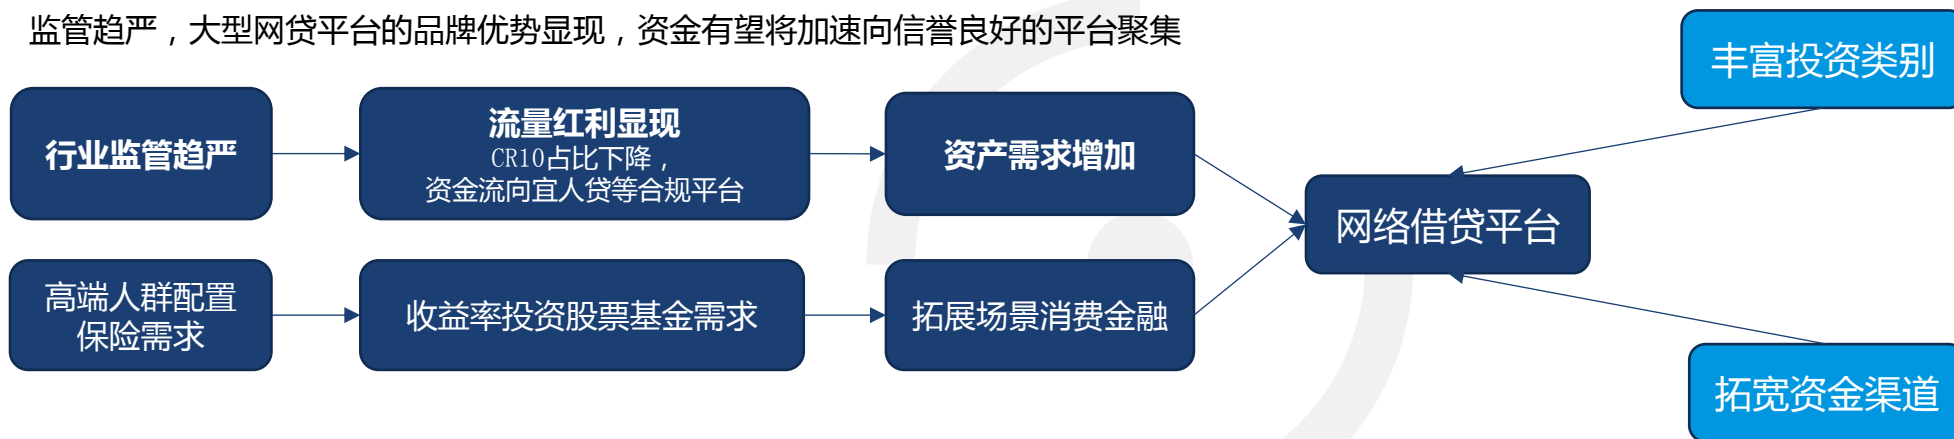 监管趋严，大型网贷平台的品牌优势显现，资金有望将加速向信誉良好的平台聚集
丰富投资类别
行业监管趋严
流量红利显现
CR10占比下降，
资金流向宜人贷等合规平台
资产需求增加
网络借贷平台
高端人群配置
保险需求
收益率投资股票基金需求
拓展场景消费金融
拓宽资金渠道